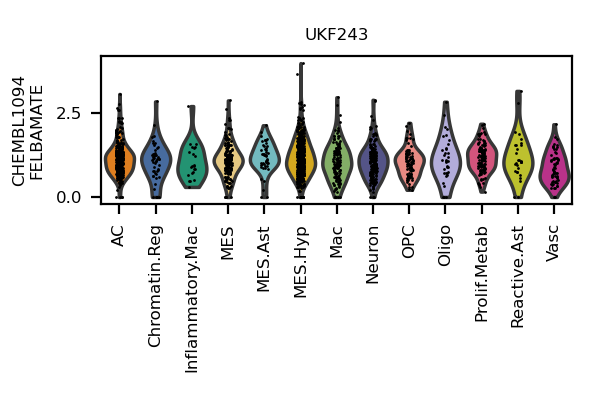 UKF243
CHEMBL1094
FELBAMATE
2.5
0.0
AC
Chromatin.Reg
Inflammatory.Mac
MES
MES.Ast
MES.Hyp
Mac
Neuron
OPC
Oligo
Prolif.Metab
Reactive.Ast
Vasc